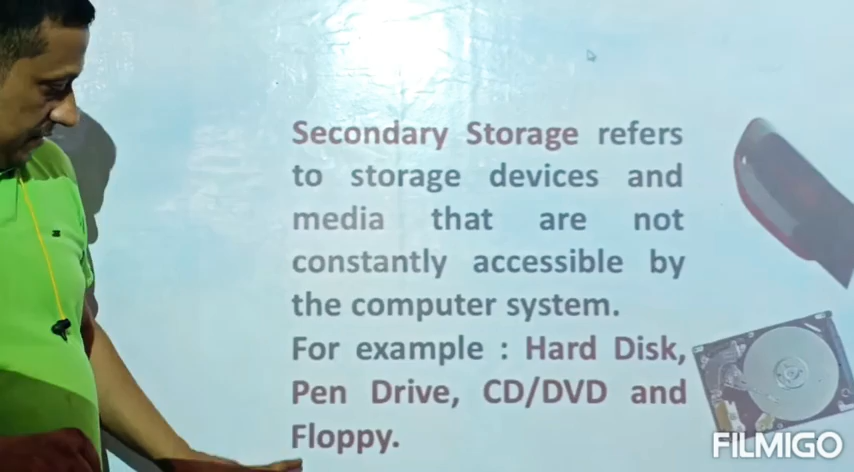 Secondary Storage refers
to storage devices and
media that are not
constantly accessible by
the computer system.
For example : Hard Disk,
Pen Drive, CD/DVD and
Floppy.
FILMIGO